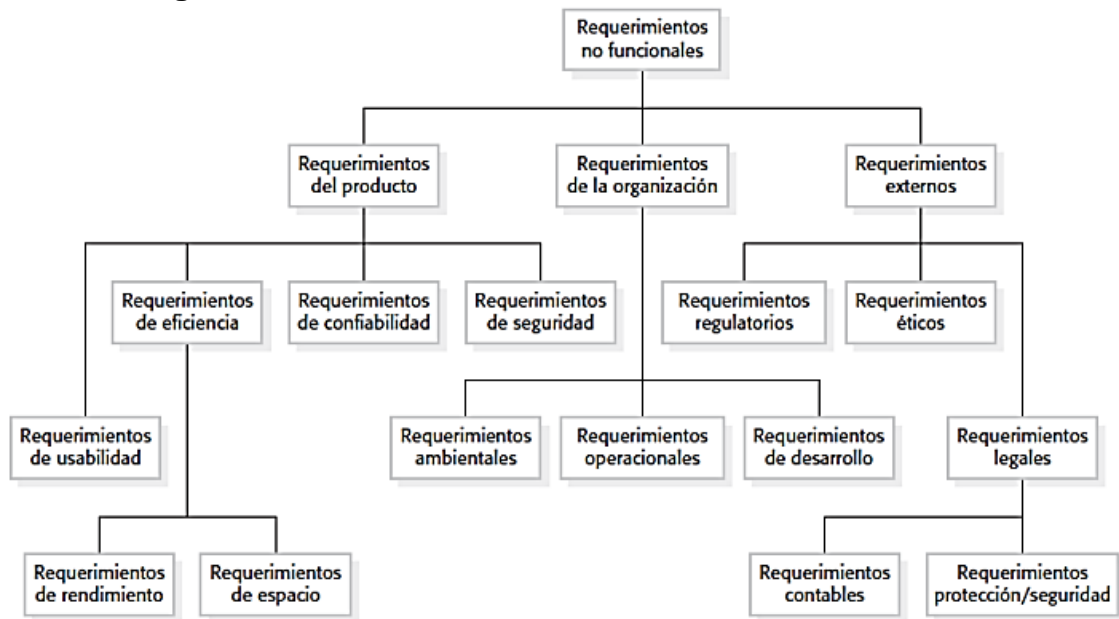 Requerimientos
no funcionales
Requerimientos
del producto
Requerimientos
de la organización
Requerimientos
externos
Requerimientos
de eficiencia
Requerimientos
de confiabilidad
Requerimientos
de seguridad
Requerimientos
regulatorios
Requerimientos
éticos
Requerimientos
de usabilidad
Requerimientos
ambientales
Requerimientos
operacionales
Requerimientos
de desarrollo
Requerimientos
legales
Requerimientos
de rendimiento
Requerimientos
de espacio
Requerimientos
contables
Requerimientos
protección/seguridad